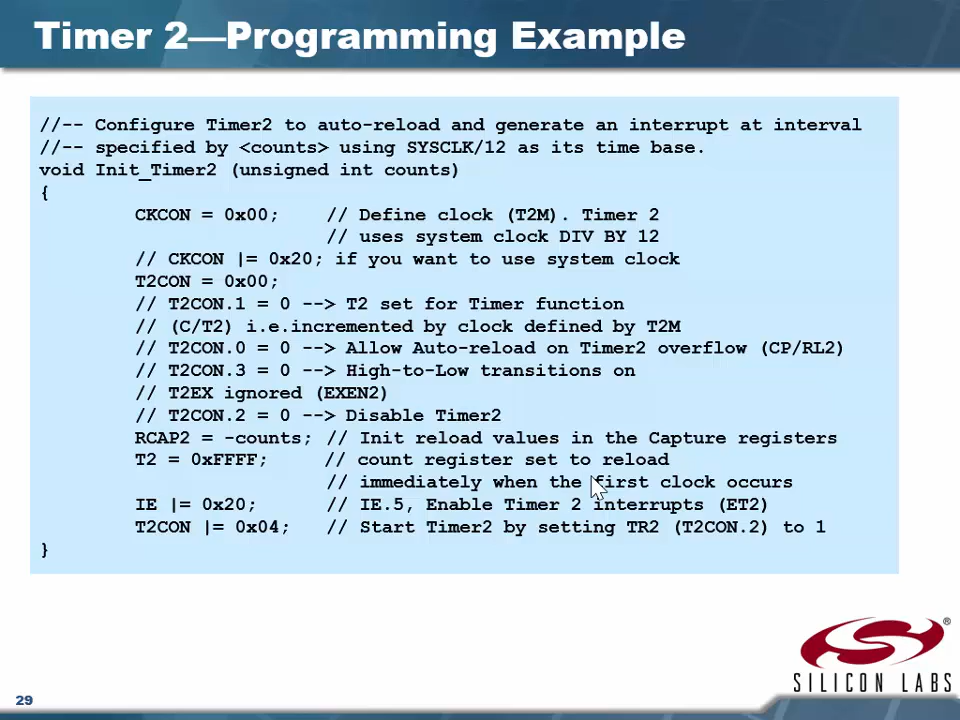 Timer 2—Programming Example
//-- Configure Timer2 to auto-reload and generate an interrupt at interval
//-- specified by <counts> using SYSCLK/12 as its time base.
void Init_Timer2 (unsigned int counts)
{
CKCON = 0x00; // Define clock (T2M). Timer 2
// uses system clock DIV BY 12
// CKCON |= 0x20; if you want to use system clock
T2CON = 0x00;
// T2CON.1 = 0 --> T2 set for Timer function
// (C/T2) i.e.incremented by clock defined by T2M
// T2CON.0 = 0 --> Allow Auto-reload on Timer2 overflow (CP/RL2)
// T2CON.3 = 0 --> High-to-Low transitions on
// T2EX ignored (EXEN2)
// T2CON.2 = 0 --> Disable Timer2
RCAP2 = -counts; // Init reload values in the Capture registers
T2 = 0xFFFF; // count register set to reload
// immediately when the first clock occurs
IE |= 0x20; // IE.5, Enable Timer 2 interrupts (ET2)
T2CON |= 0x04; // Start Timer2 by setting TR2 (T2CON.2) to 1
}
®
SILICON LABS
29